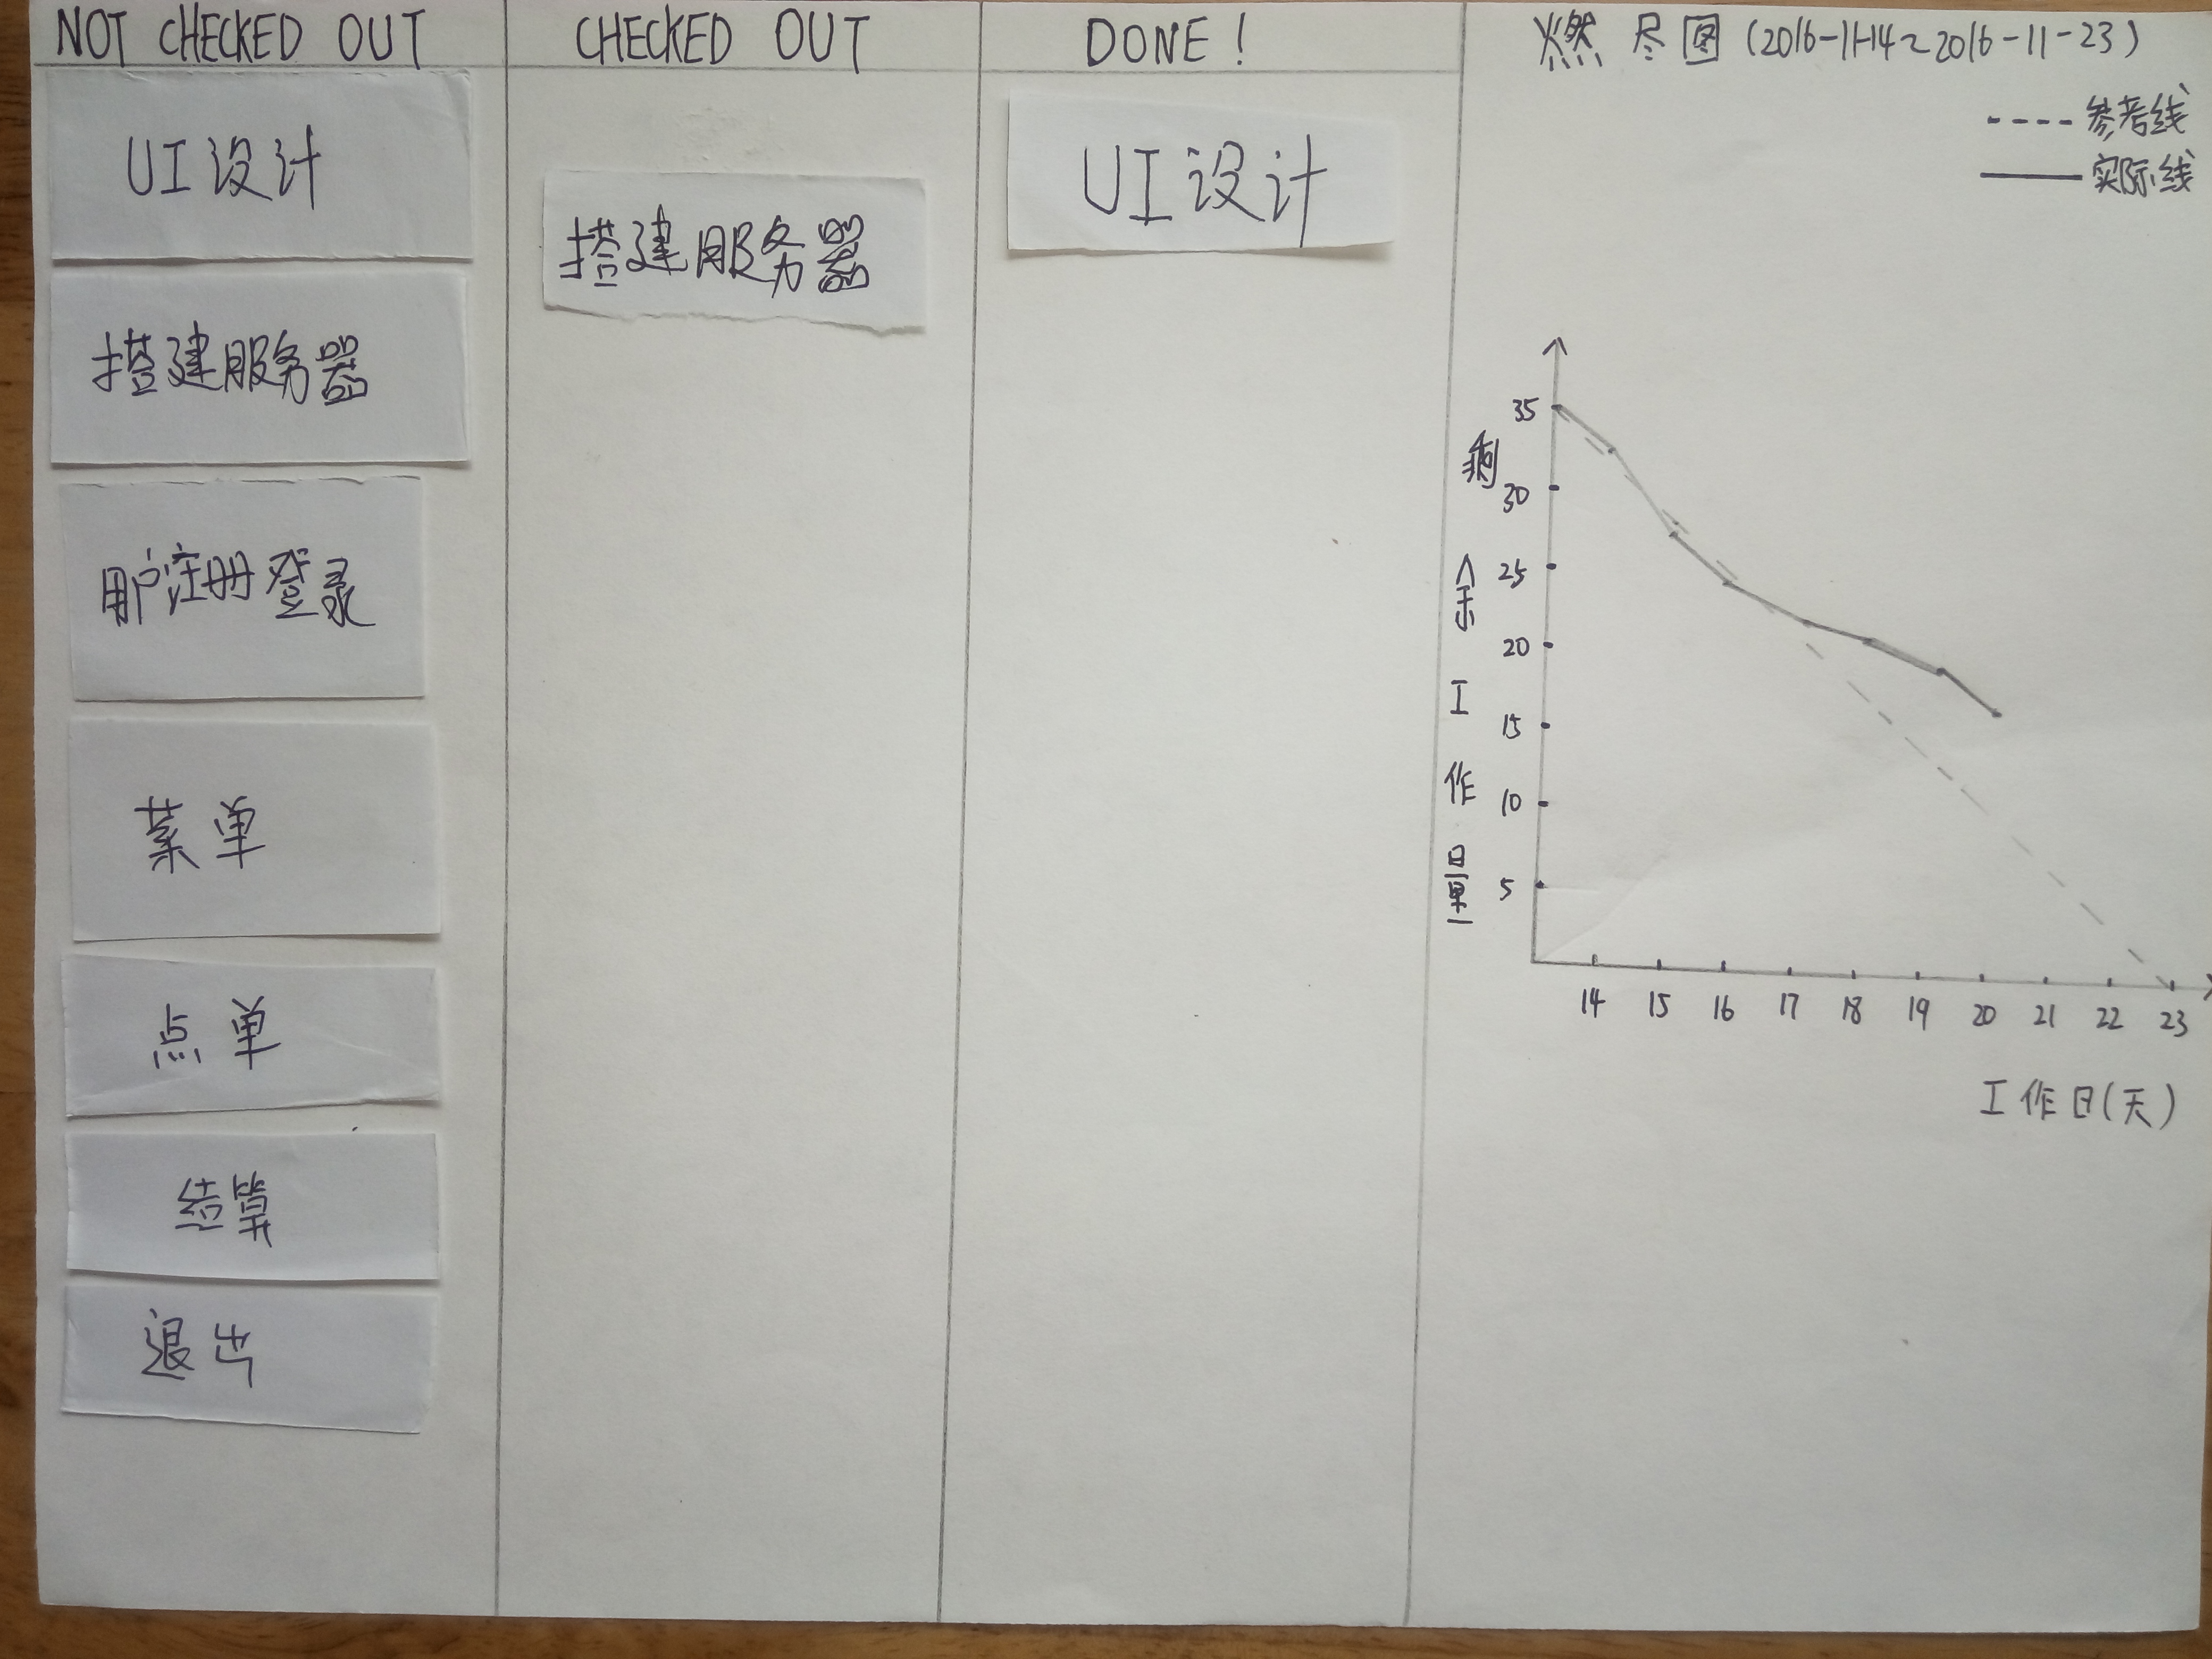 NOT CHECKED OUT
UI设计
搭建服务器
用户注册登录
菜单
点单
结算
退出
CHECKED OUT
搭建服务器
DONE!
UI设计
燃尽图(2016-11-14~2016-11-23)
参考线
实际线
剩余工作量
35
30
25
20
15
10
5
14 15 16 17 18 19 20 21 22 23
工作日(天)